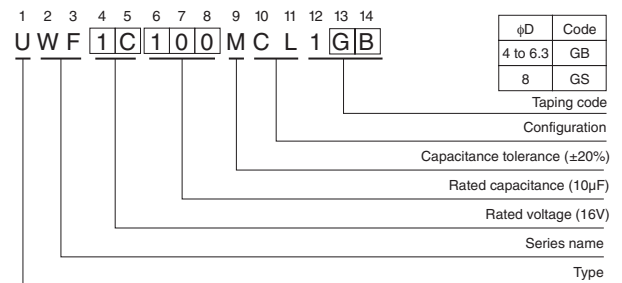 1 2 3 4 5 6 7 8 9 10 11 12 13 14
U W F 1 C 1 0 0 M C L 1 G B
ϕD Code
4 to 6.3 GB
8 GS
Taping code
Configuration
Capacitance tolerance (±20%)
Rated capacitance (10µF)
Rated voltage (16V)
Series name
Type